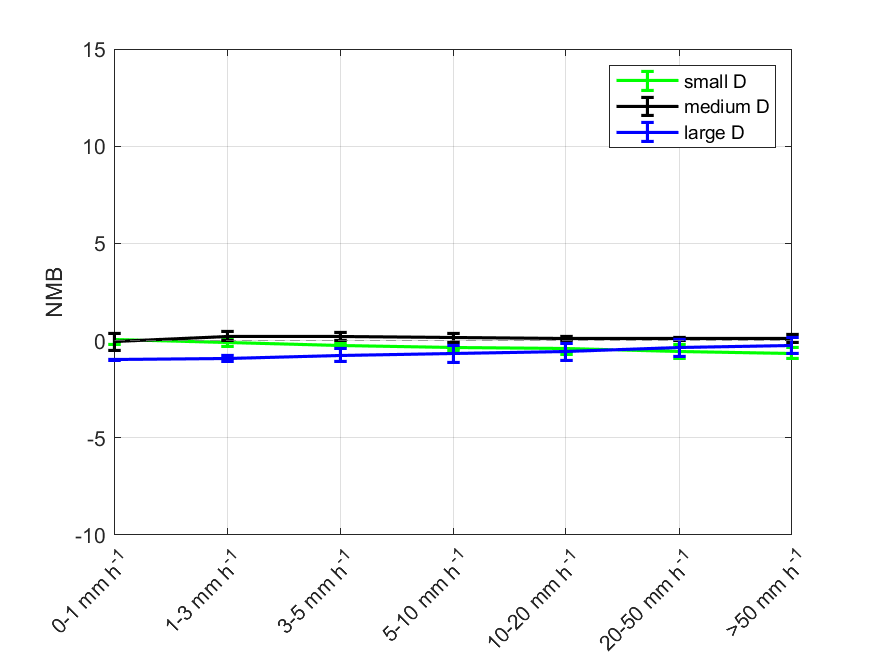 15
10
5
0
-5
-10
NMB
small D
medium D
large D
0-1 mm h⁻¹
1-3 mm h⁻¹
3-5 mm h⁻¹
5-10 mm h⁻¹
10-20 mm h⁻¹
20-50 mm h⁻¹
>50 mm h⁻¹